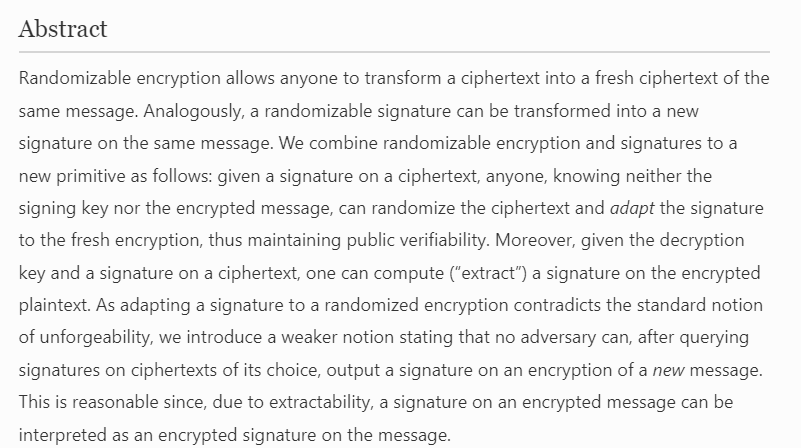 Abstract
Randomizable encryption allows anyone to transform a ciphertext into a fresh ciphertext of the
same message. Analogously, a randomizable signature can be transformed into a new
signature on the same message. We combine randomizable encryption and signatures to a
new primitive as follows: given a signature on a ciphertext, anyone, knowing neither the
signing key nor the encrypted message, can randomize the ciphertext and adapt the signature
to the fresh encryption, thus maintaining public verifiability. Moreover, given the decryption
key and a signature on a ciphertext, one can compute (“extract”) a signature on the encrypted
plaintext. As adapting a signature to a randomized encryption contradicts the standard notion
of unforgeability, we introduce a weaker notion stating that no adversary can, after querying
signatures on ciphertexts of its choice, output a signature on an encryption of a new message.
This is reasonable since, due to extractability, a signature on an encrypted message can be
interpreted as an encrypted signature on the message.